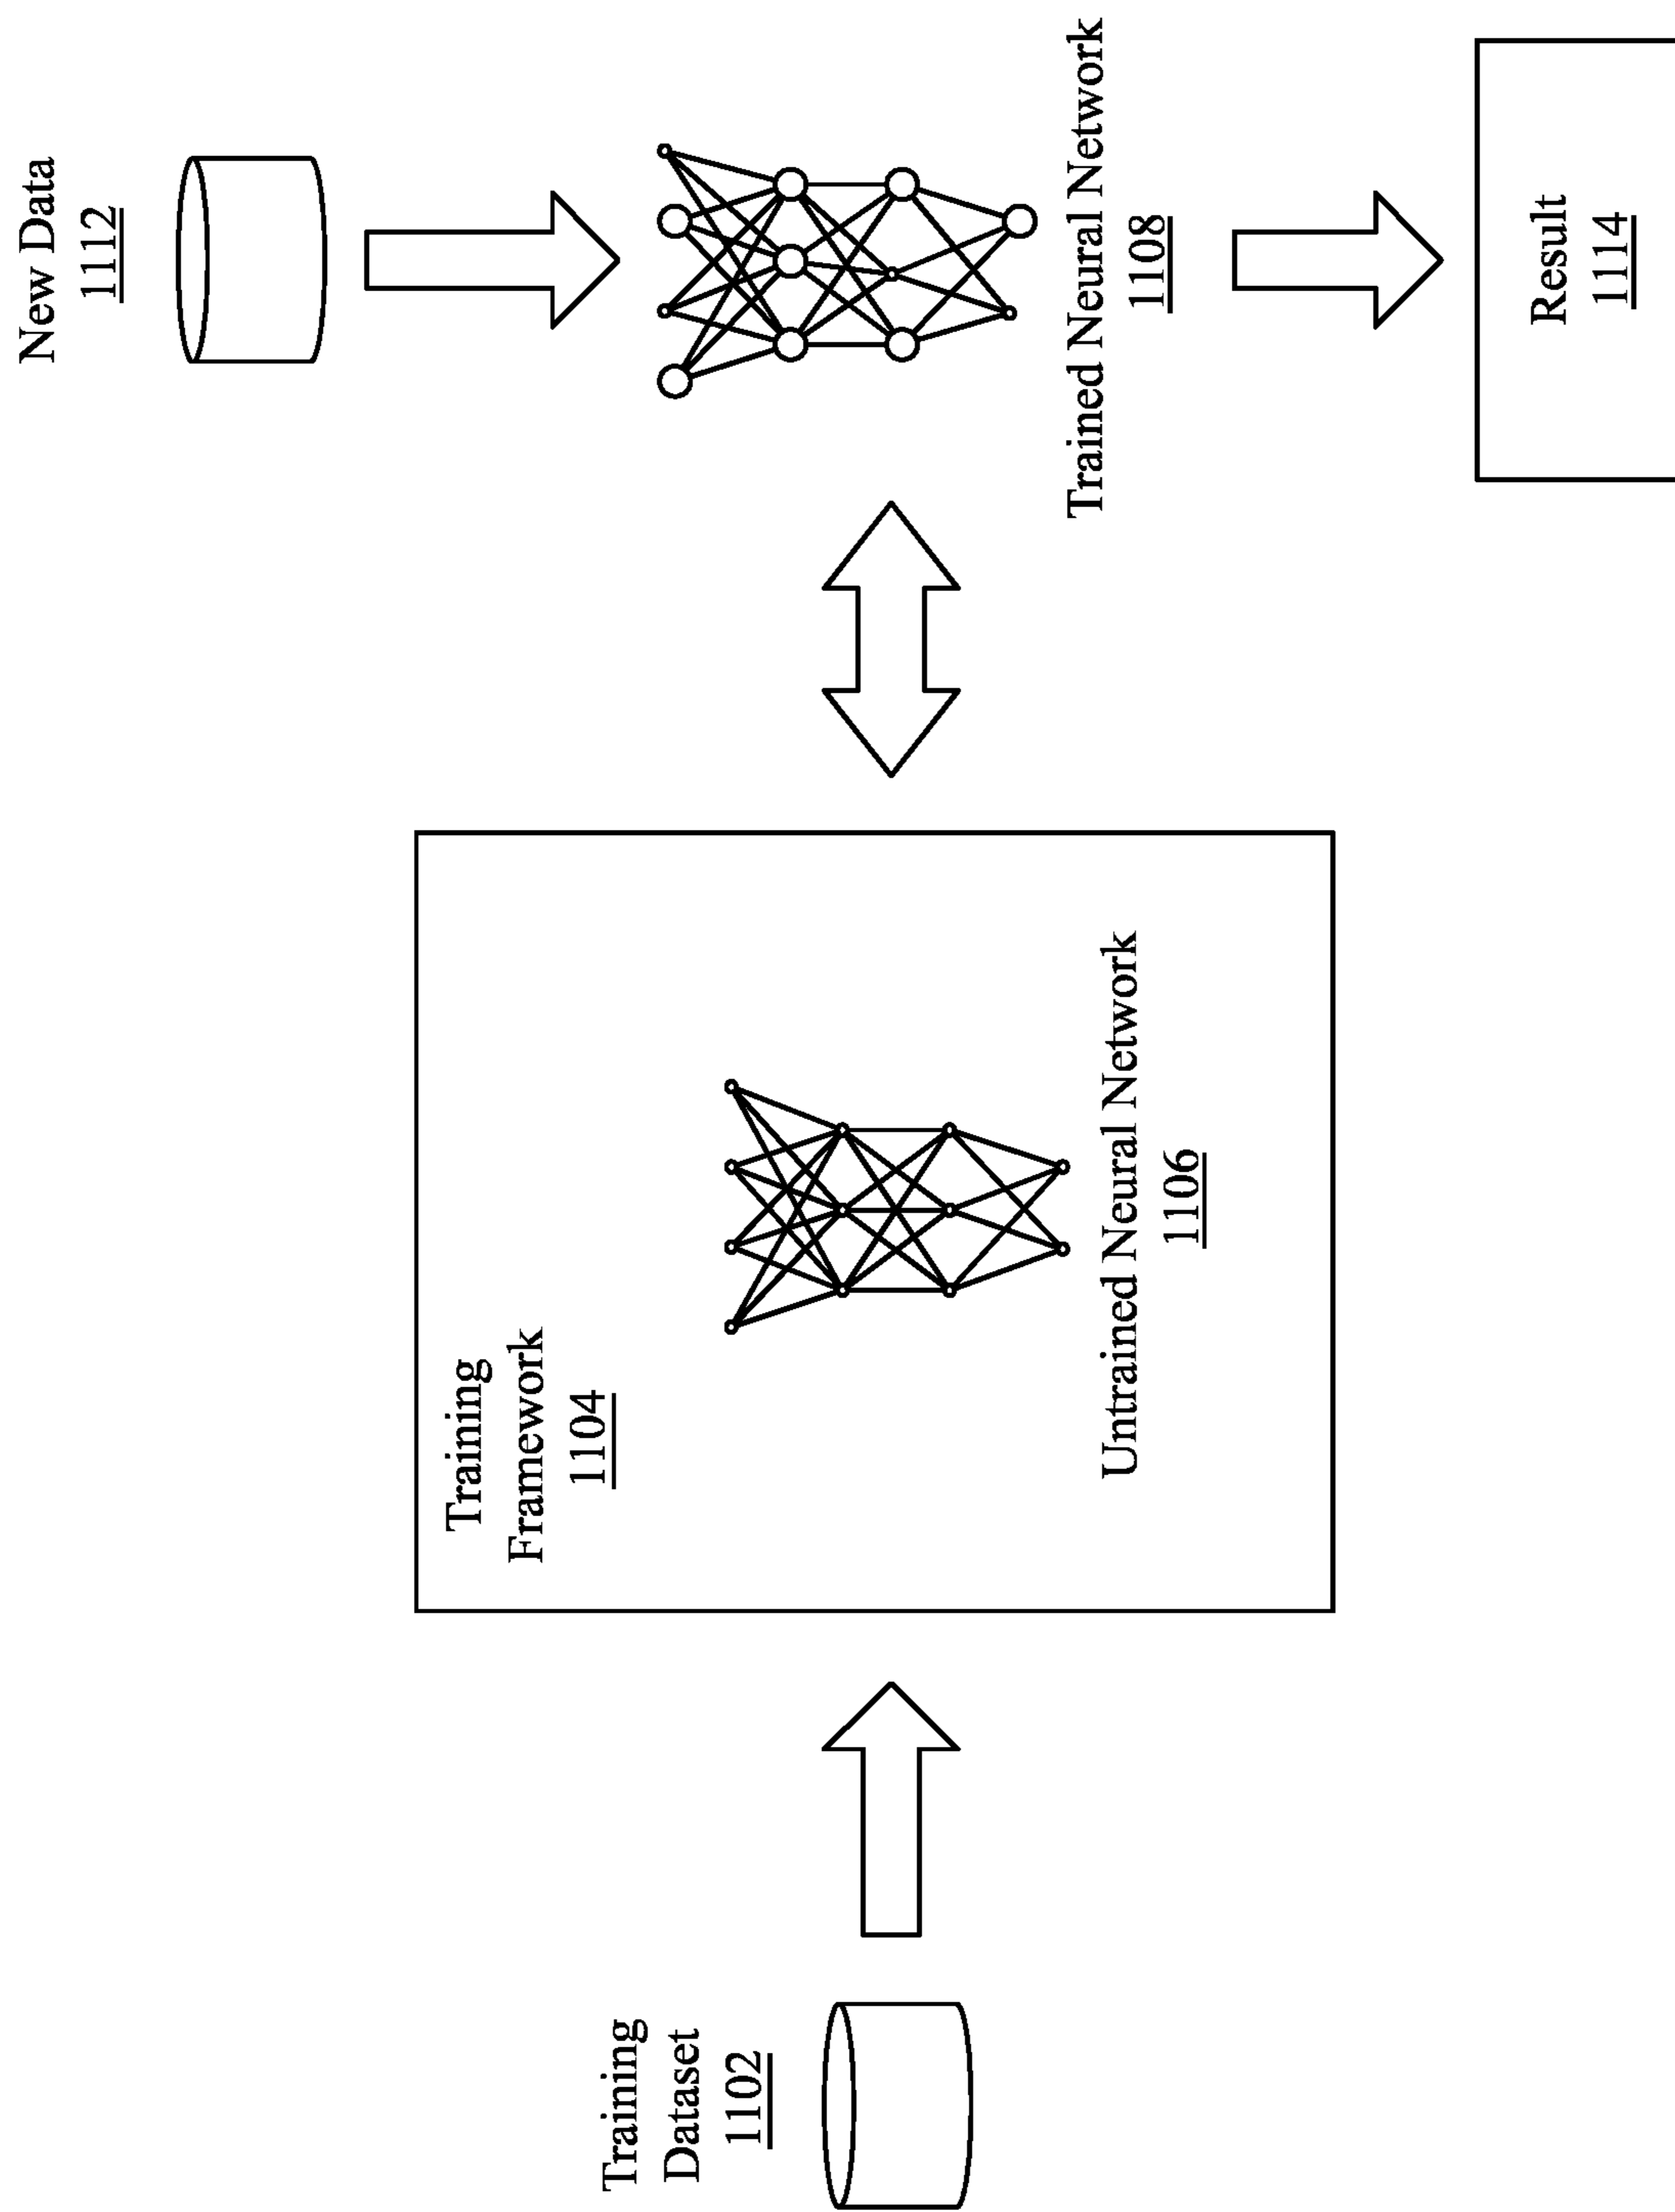 Training
Dataset
1102
Training
Framework
1104
Untrained Neural Network
1106
New Data
1112
Trained Neural Network
1108
Result
1114